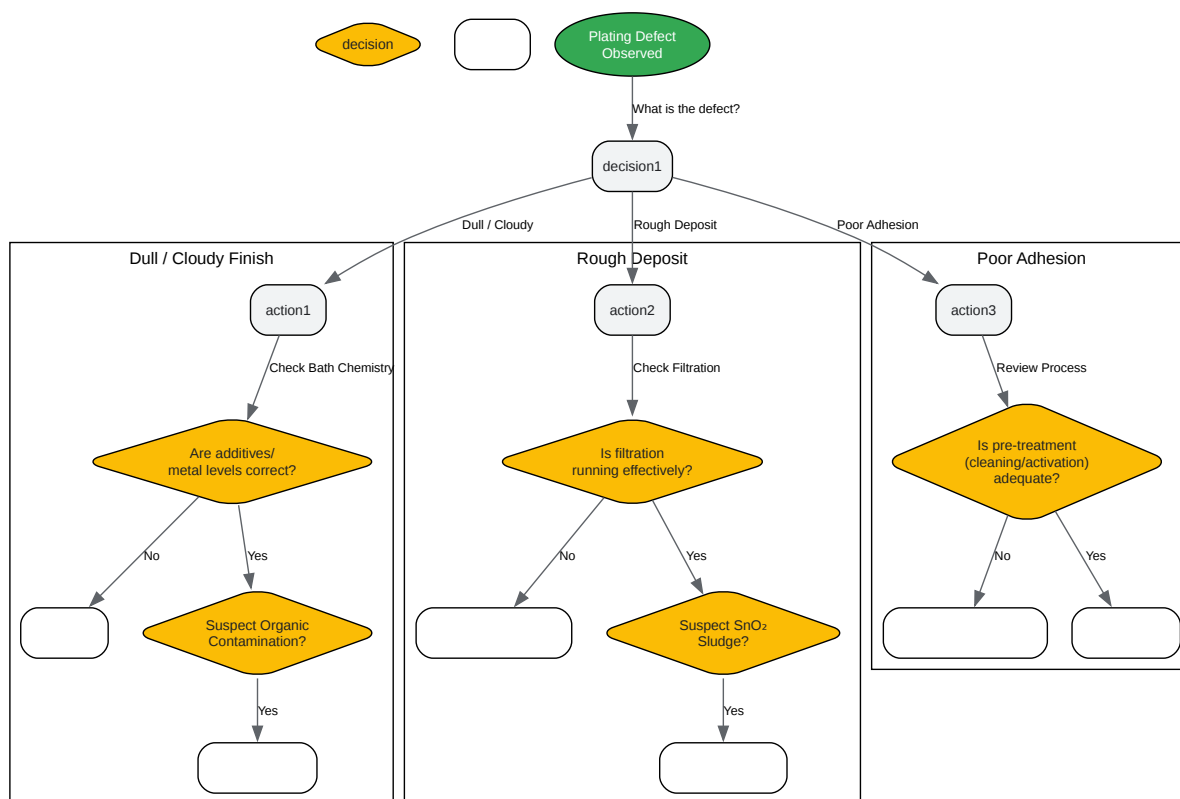 decision
Plating Defect
Observed
What is the defect?
decision1
Dull / Cloudy
Rough Deposit
Poor Adhesion
Dull / Cloudy Finish
Rough Deposit
Poor Adhesion
action1
action2
action3
Check Bath Chemistry
Check Filtration
Review Process
Are additives/
metal levels correct?
Is filtration
running effectively?
Is pre-treatment
(cleaning/activation)
adequate?
No
Yes
No
Yes
No
Yes
Suspect Organic
Contamination?
Suspect SnO₂
Sludge?
Yes
Yes